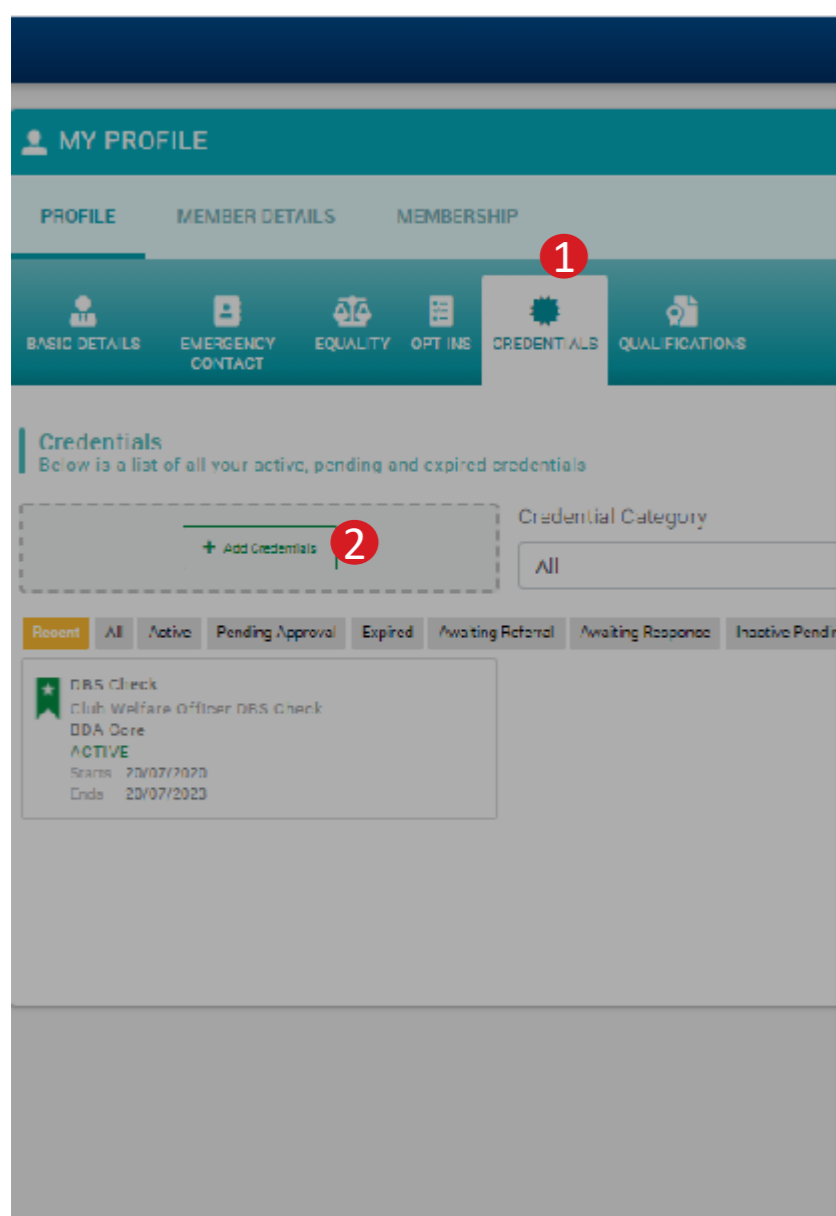 MY PROFILE
PROFILE MEMBER DETAILS MEMBERSHIP
1
BASIC DETAILS EMERGENCY CONTACT EQUALITY OPT INS CREDENTIALS QUALIFICATIONS
Credentials
Below is a list of all your active, pending and expired credentials
Credential Category
+ Add Credentials 2
All
Recent All Active Pending Approval Expired Awaiting Referral Awaiting Response Inactive Pendin
DBS Check
Club Welfare Officer DBS Check
ACTIVE
Starts 20/07/2020
Ends 20/07/2023